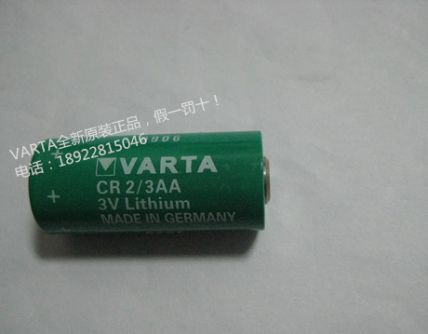 VARTA全新原装正品，假一罚十！
电话：18922815046
VARTA
CR 2/3AA
3V Lithium
MADE IN GERMANY
+
+